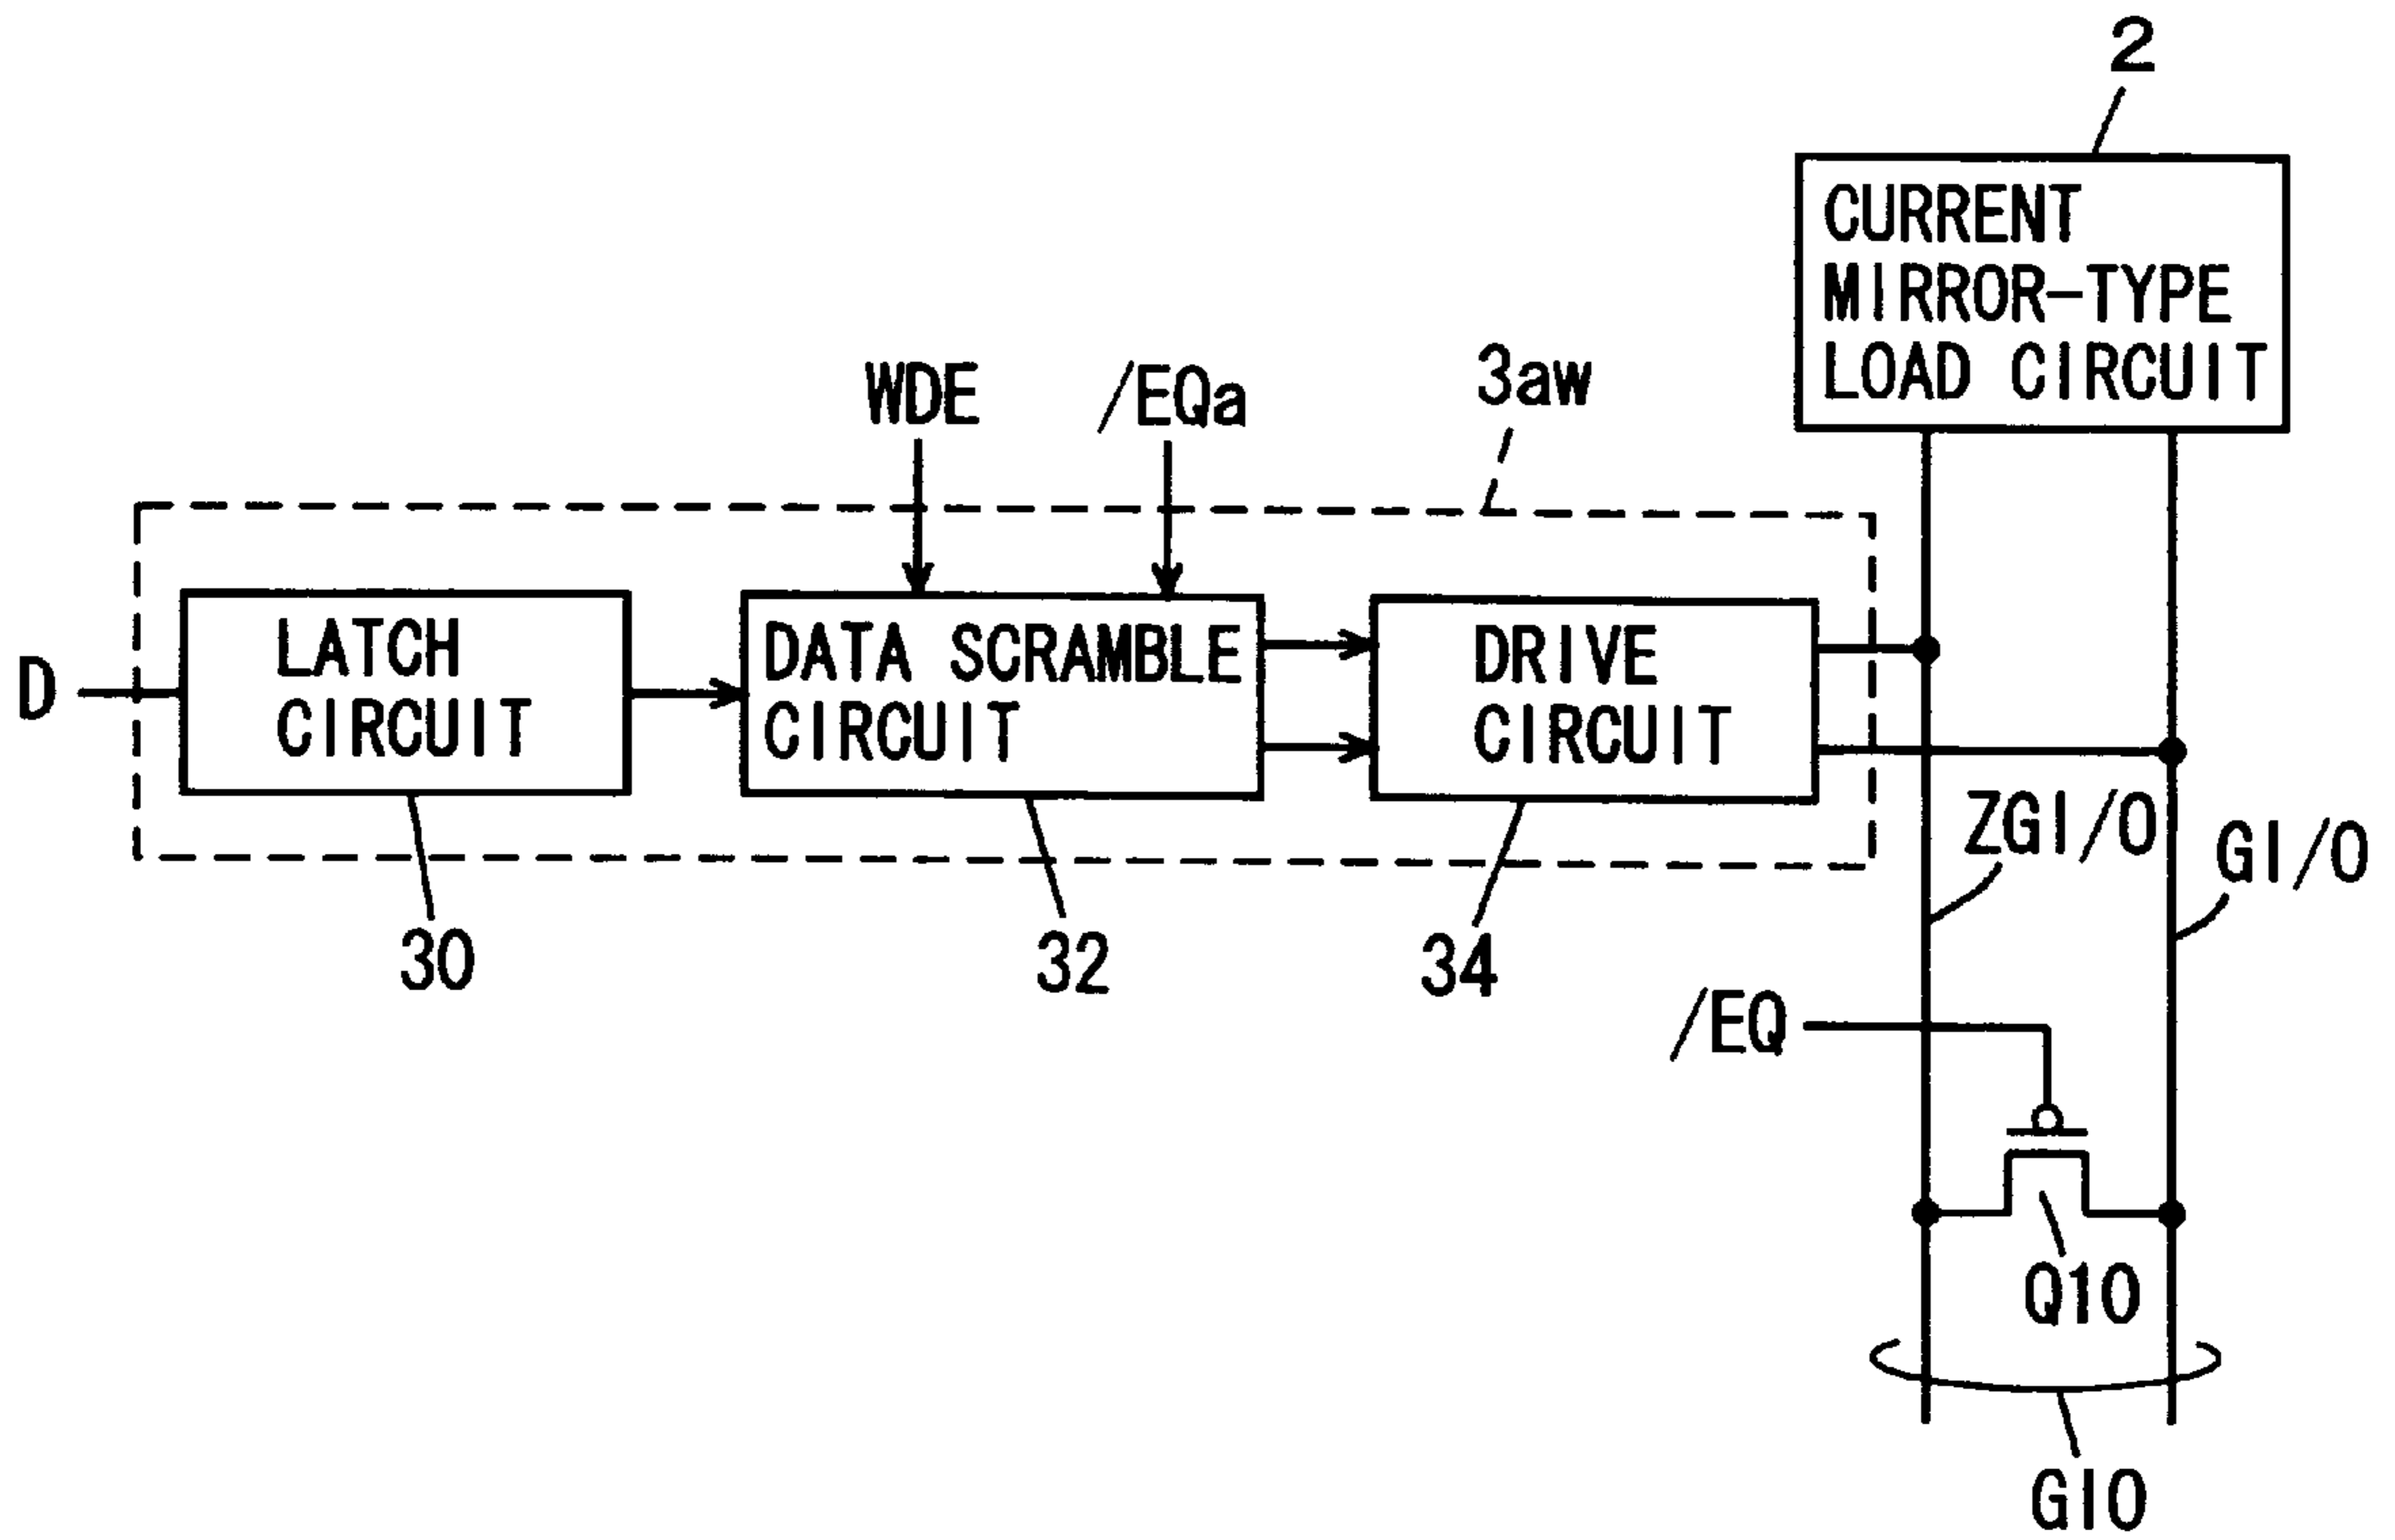 2
CURRENT
MIRROR-TYPE
LOAD CIRCUIT
WDE
/EQa
3aw
D
LATCH
CIRCUIT
DATA SCRAMBLE
CIRCUIT
DRIVE
CIRCUIT
ZGI/O
GI/O
30
32
34
/EQ
Q10
GIO